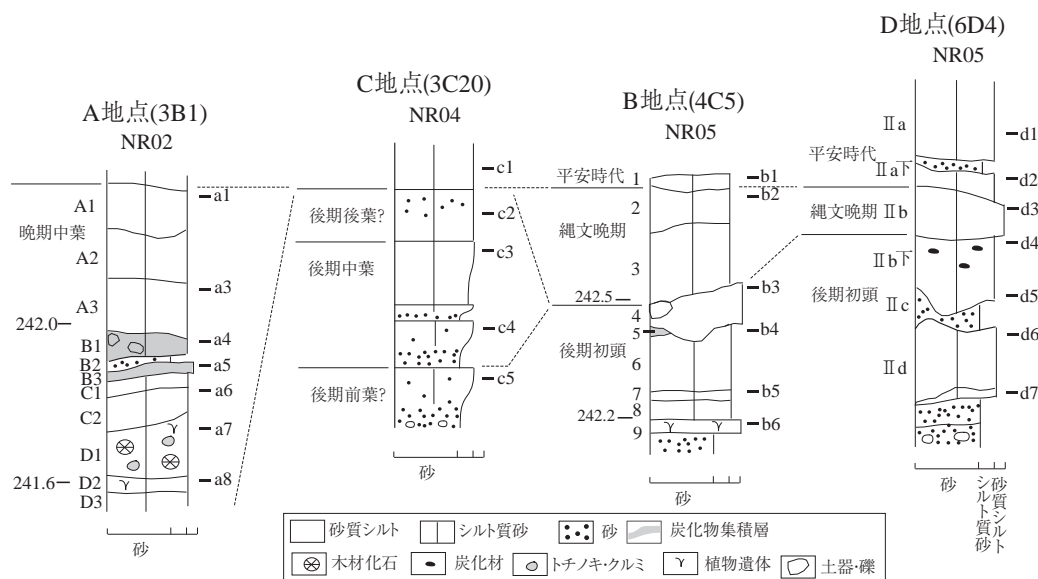 A地点(3B1)
NR02
A1
晩期中葉
A2
A3
242.0
B1
B2
B3
C1
C2
D1
241.6
D2
D3
a1
a3
a4
a5
a6
a7
a8
砂
C地点(3C20)
NR04
後期後葉?
後期中葉
後期前葉?
c1
c2
c3
c4
c5
砂
B地点(4C5)
NR05
平安時代
1
2
縄文晩期
3
242.5
4
5
後期初頭
6
7
242.2
8
9
b1
b2
b3
b4
b5
b6
砂
D地点(6D4)
NR05
Ⅱa
平安時代
Ⅱa下
縄文晩期
Ⅱb
Ⅱb下
後期初頭
Ⅱc
Ⅱd
d1
d2
d3
d4
d5
d6
d7
砂
シルト質砂
砂質シルト
砂質シルト
シルト質砂
砂
炭化物集積層
木材化石
炭化材
トチノキ・クルミ
植物遺体
土器・礫